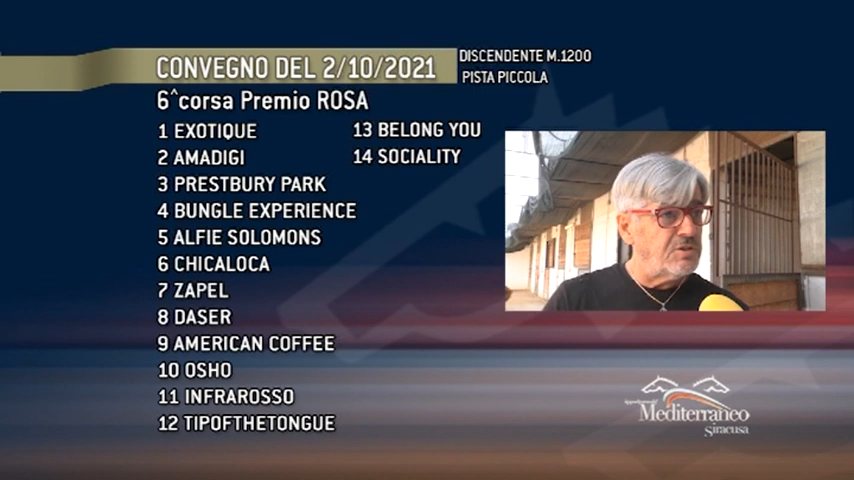 CONVEGNO DEL 2/10/2021
DISCENDENTE M.1200
PISTA PICCOLA
6^corsa Premio ROSA
1 EXOTIQUE
2 AMADIGI
3 PRESTBURY PARK
4 BUNGLE EXPERIENCE
5 ALFIE SOLOMONS
6 CHICALOCA
7 ZAPEL
8 DASER
9 AMERICAN COFFEE
10 OSHO
11 INFRAROSSO
12 TIPOFTHETONGUE
13 BELONG YOU
14 SOCIALITY
Mediterraneo
Siracusa